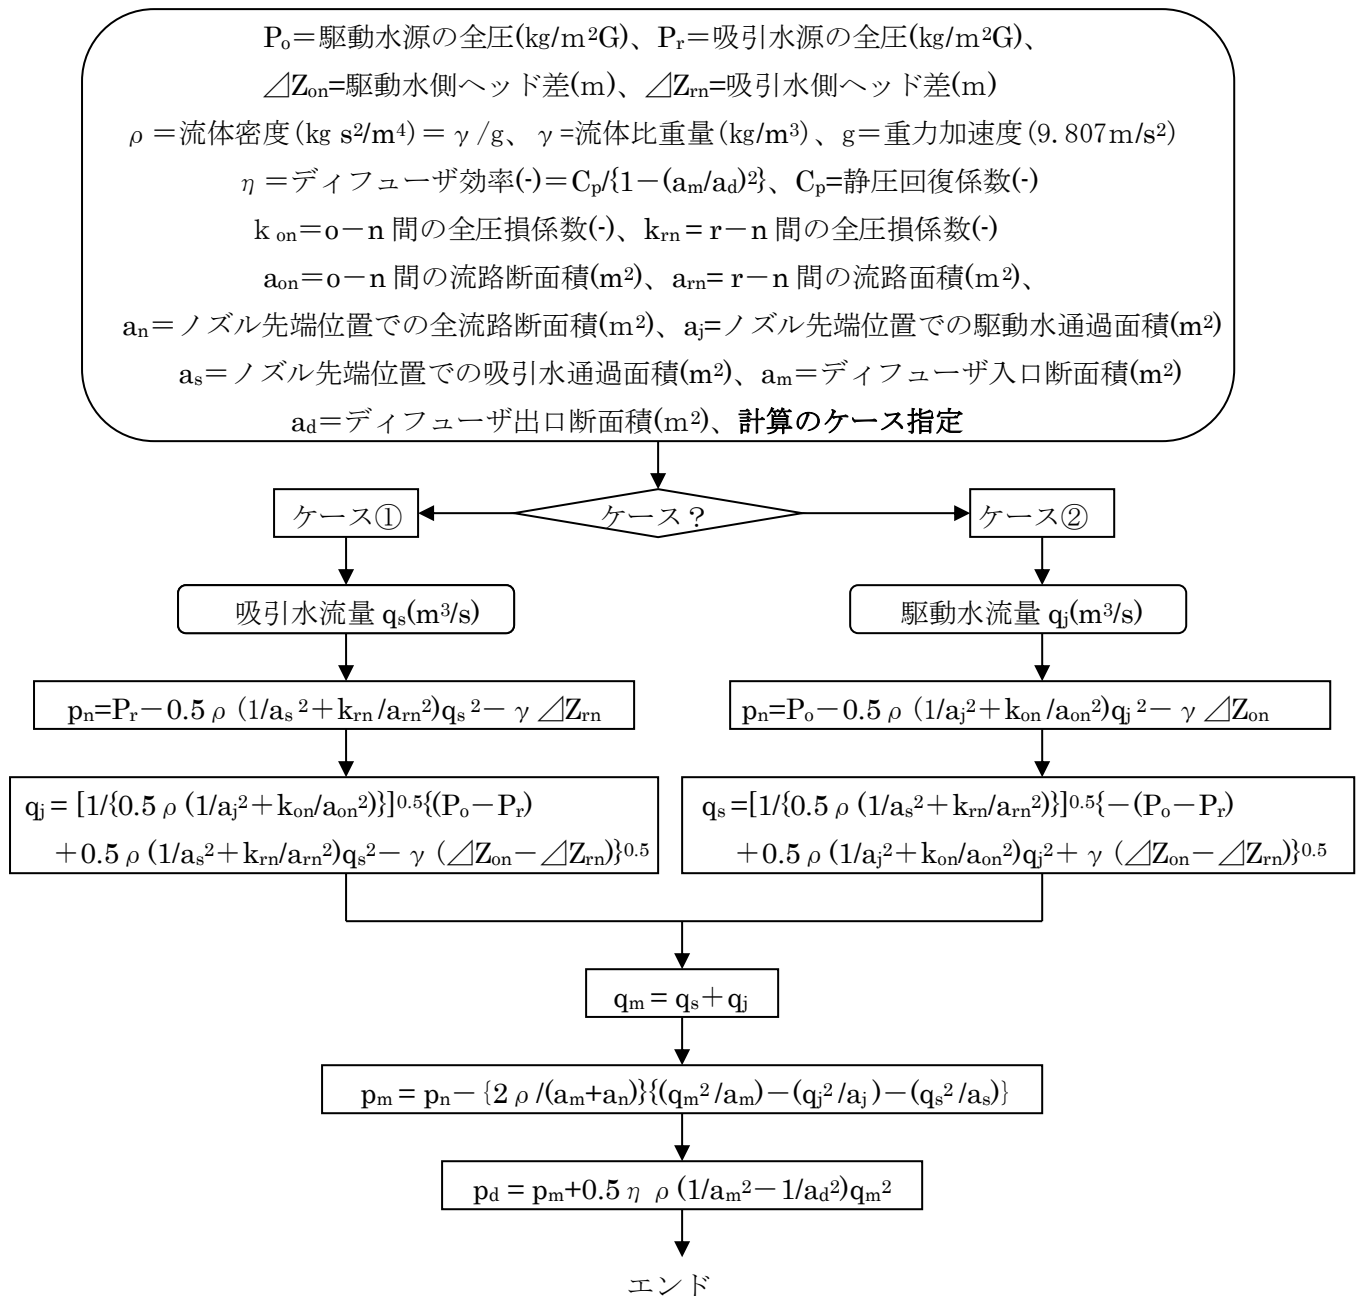 Pₒ＝駆動水源の全圧(kg/m²G)、Pᵣ＝吸引水源の全圧(kg/m²G)、
⊿Zon=駆動水側ヘッド差(m)、⊿Zrn=吸引水側ヘッド差(m)
ρ＝流体密度(kg s²/m⁴)＝γ/g、γ=流体比重量(kg/m³)、g＝重力加速度(9.807m/s²)
η＝ディフューザ効率(-)＝Cp/{1－(am/ad)²}、Cp=静圧回復係数(-)
k on＝o－n 間の全圧損係数(-)、krn＝r－n 間の全圧損係数(-)
aon＝o－n 間の流路断面積(m²)、arn＝r－n 間の流路面積(m²)、
an＝ノズル先端位置での全流路断面積(m²)、aj=ノズル先端位置での駆動水通過面積(m²)
as＝ノズル先端位置での吸引水通過面積(m²)、am＝ディフューザ入口断面積(m²)
ad＝ディフューザ出口断面積(m²)、計算のケース指定
ケース①
ケース？
ケース②
吸引水流量 qs(m³/s)
駆動水流量 qj(m³/s)
pn=Pr－0.5ρ(1/as²＋krn/arn²)qs²－γ⊿Zrn
pn=Po－0.5ρ(1/aj²＋kon/aon²)qj²－γ⊿Zon
qj＝[1/{0.5ρ(1/aj²＋kon/aon²)}]^0.5{(Po－Pr)
＋0.5ρ(1/as²＋krn/arn²)qs²－γ(⊿Zon－⊿Zrn)}^0.5
qs＝[1/{0.5ρ(1/as²＋krn/arn²)}]^0.5{－(Po－Pr)
＋0.5ρ(1/aj²＋kon/aon²)qj²＋γ(⊿Zon－⊿Zrn)}^0.5
qm＝qs＋qj
pm＝pn－{2ρ/(am+an)}{(qm²/am)－(qj²/aj)－(qs²/as)}
pd＝pm+0.5η ρ(1/am²－1/ad²)qm²
エンド